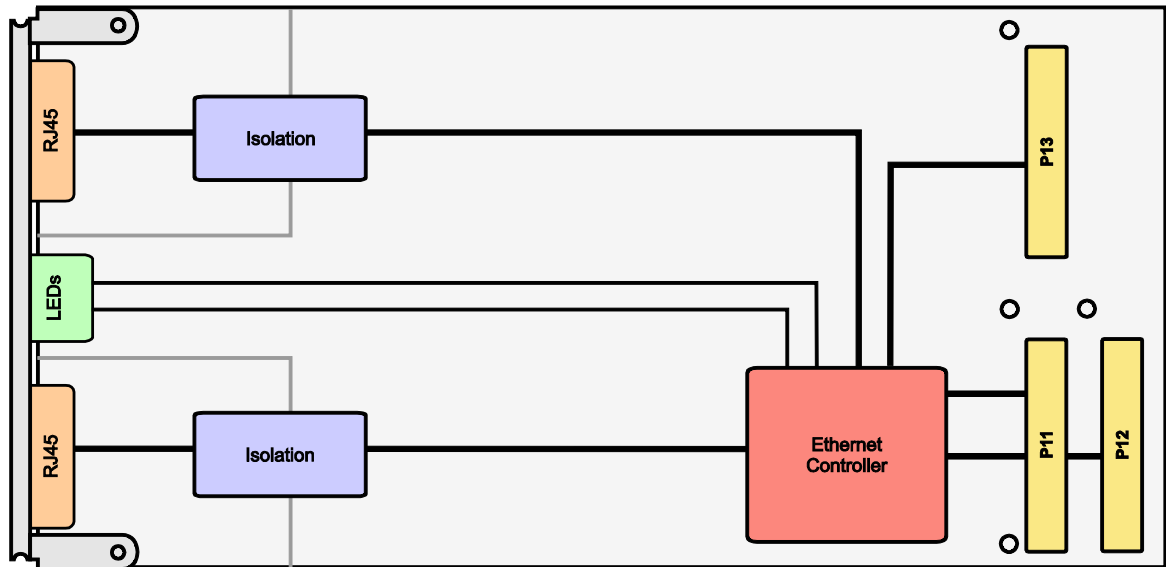 RJ45
Isolation
P13
LEDs
RJ45
Isolation
Ethernet
Controller
P11
P12